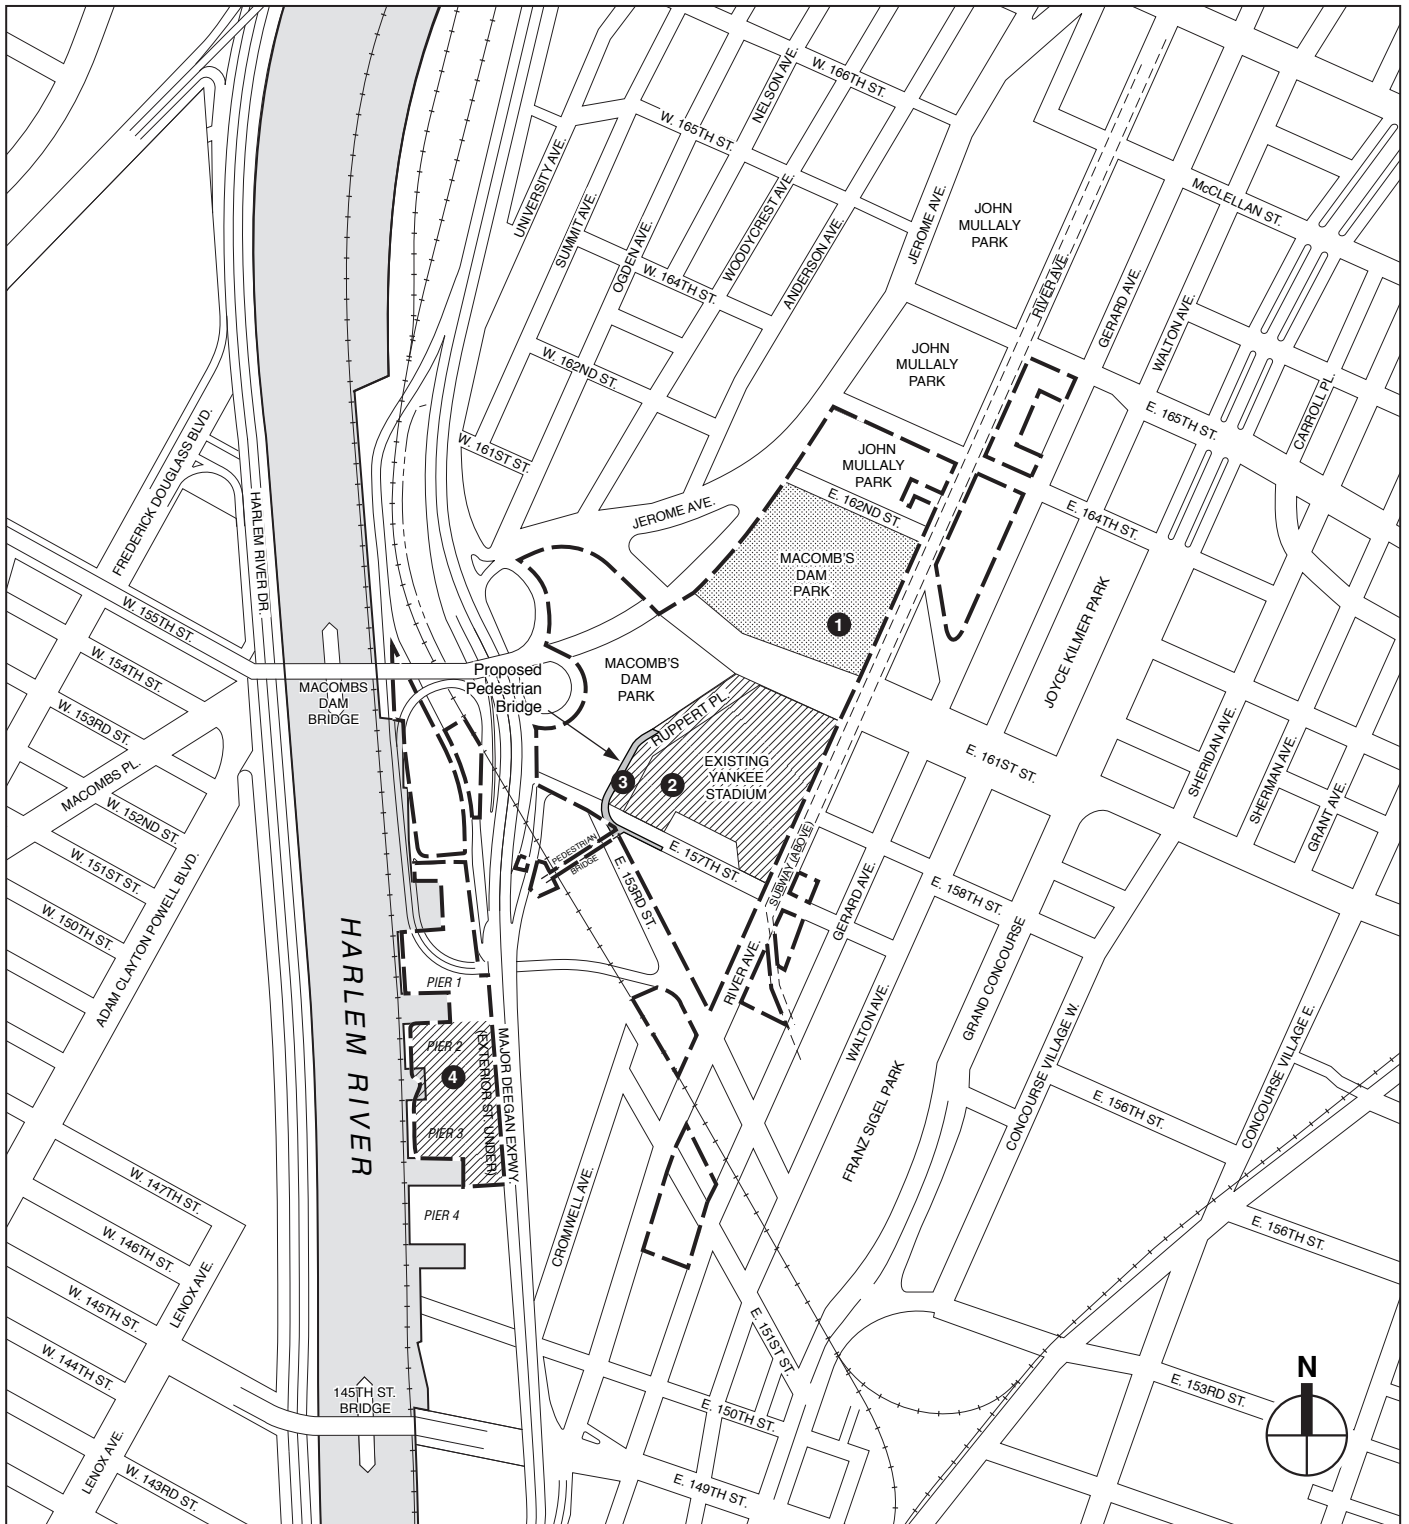 NELSON AVE.
W. 166TH ST.
W. 165TH ST.
UNIVERSITY AVE.
SUMMIT AVE.
OGDEN AVE.
WOODYCREST AVE.
ANDERSON AVE.
JEROME AVE.
JOHN
MULLALY
PARK
McCLELLAN ST.
RIVER AVE.
GERARD AVE.
WALTON AVE.
W. 164TH ST.
W. 162ND ST.
JOHN
MULLALY
PARK
CARROLL PL.
E. 165TH ST.
W. 161ST ST.
FREDERICK DOUGLASS BLVD.
HARLEM RIVER DR.
JOHN
MULLALY
PARK
E. 162ND ST.
JEROME AVE.
E. 164TH ST.
MACOMB'S
DAM
PARK
1
JOYCE KILMER PARK
W. 155TH ST.
W. 154TH ST.
W. 153RD ST.
MACOMBS PL.
W. 152ND ST.
W. 151ST ST.
W. 150TH ST.
ADAM CLAYTON POWELL BLVD.
MACOMBS
DAM
BRIDGE
Proposed
Pedestrian
Bridge
MACOMB'S
DAM
PARK
RUPPERT PL.
EXISTING
YANKEE
STADIUM
2
3
E. 161ST ST.
SHERIDAN AVE.
SHERMAN AVE.
GRANT AVE.
PEDESTRIAN
BRIDGE
E. 157TH ST.
E. 153RD ST.
SUBWAY (ABOVE)
GERARD AVE.
E. 158TH ST.
RIVER AVE.
WALTON AVE.
GRAND CONCOURSE
CONCOURSE VILLAGE W.
CONCOURSE VILLAGE E.
HARLEM RIVER
PIER 1
PIER 2
4
PIER 3
PIER 4
MAJOR DEEGAN EXPWY.
(EXTERIOR ST. UNDER)
FRANZ SIGEL PARK
E. 156TH ST.
E. 156TH ST.
CROMWELL AVE.
W. 147TH ST.
W. 146TH ST.
W. 145TH ST.
W. 144TH ST.
W. 143RD ST.
LENOX AVE.
LENOX AVE.
145TH ST.
BRIDGE
E. 151ST ST.
E. 150TH ST.
E. 149TH ST.
E. 153RD ST.
N